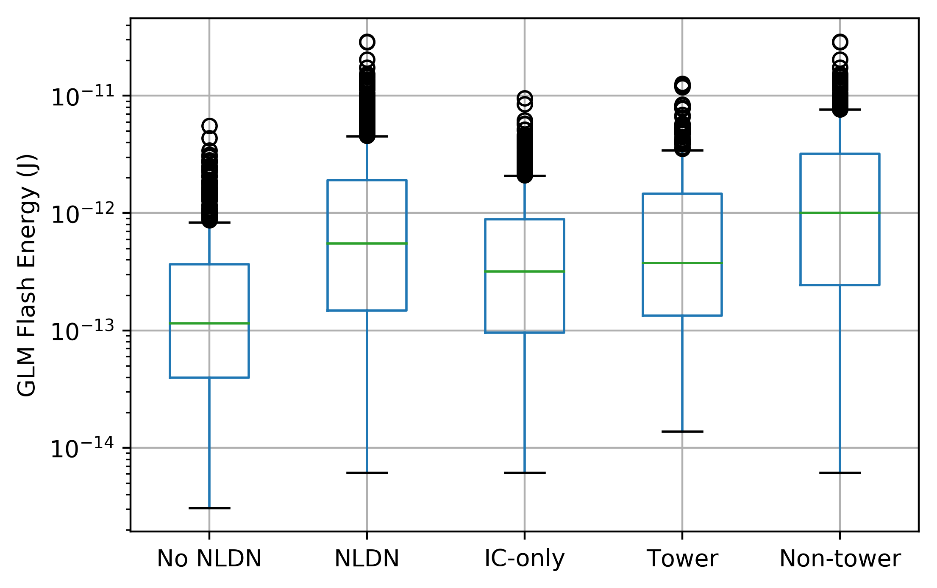 GLM Flash Energy (J)
10⁻¹¹
10⁻¹²
10⁻¹³
10⁻¹⁴
No NLDN NLDN IC-only Tower Non-tower